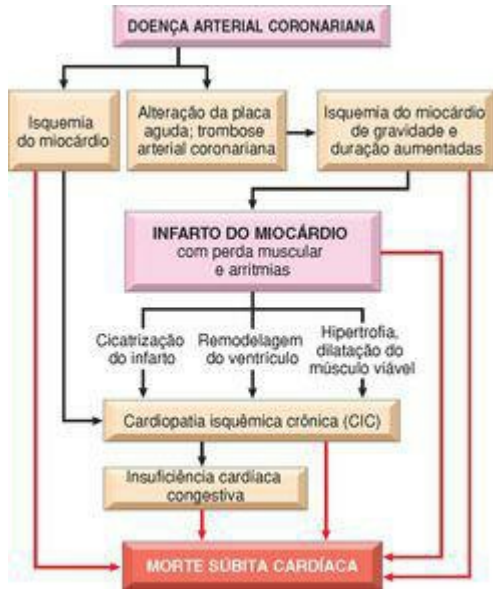 DOENÇA ARTERIAL CORONARIANA
Isquemia
do miocárdio
Alteração da placa
aguda; trombose
arterial coronariana
Isquemia do miocárdio
de gravidade e
duração aumentadas
INFARTO DO MIOCÁRDIO
com perda muscular
e arritmias
Cicatrização
do infarto
Remodelagem
do ventrículo
Hipertrofia,
dilatação do
músculo viável
Cardiopatia isquêmica crônica (CIC)
Insuficiência cardíaca
congestiva
MORTE SÚBITA CARDÍACA